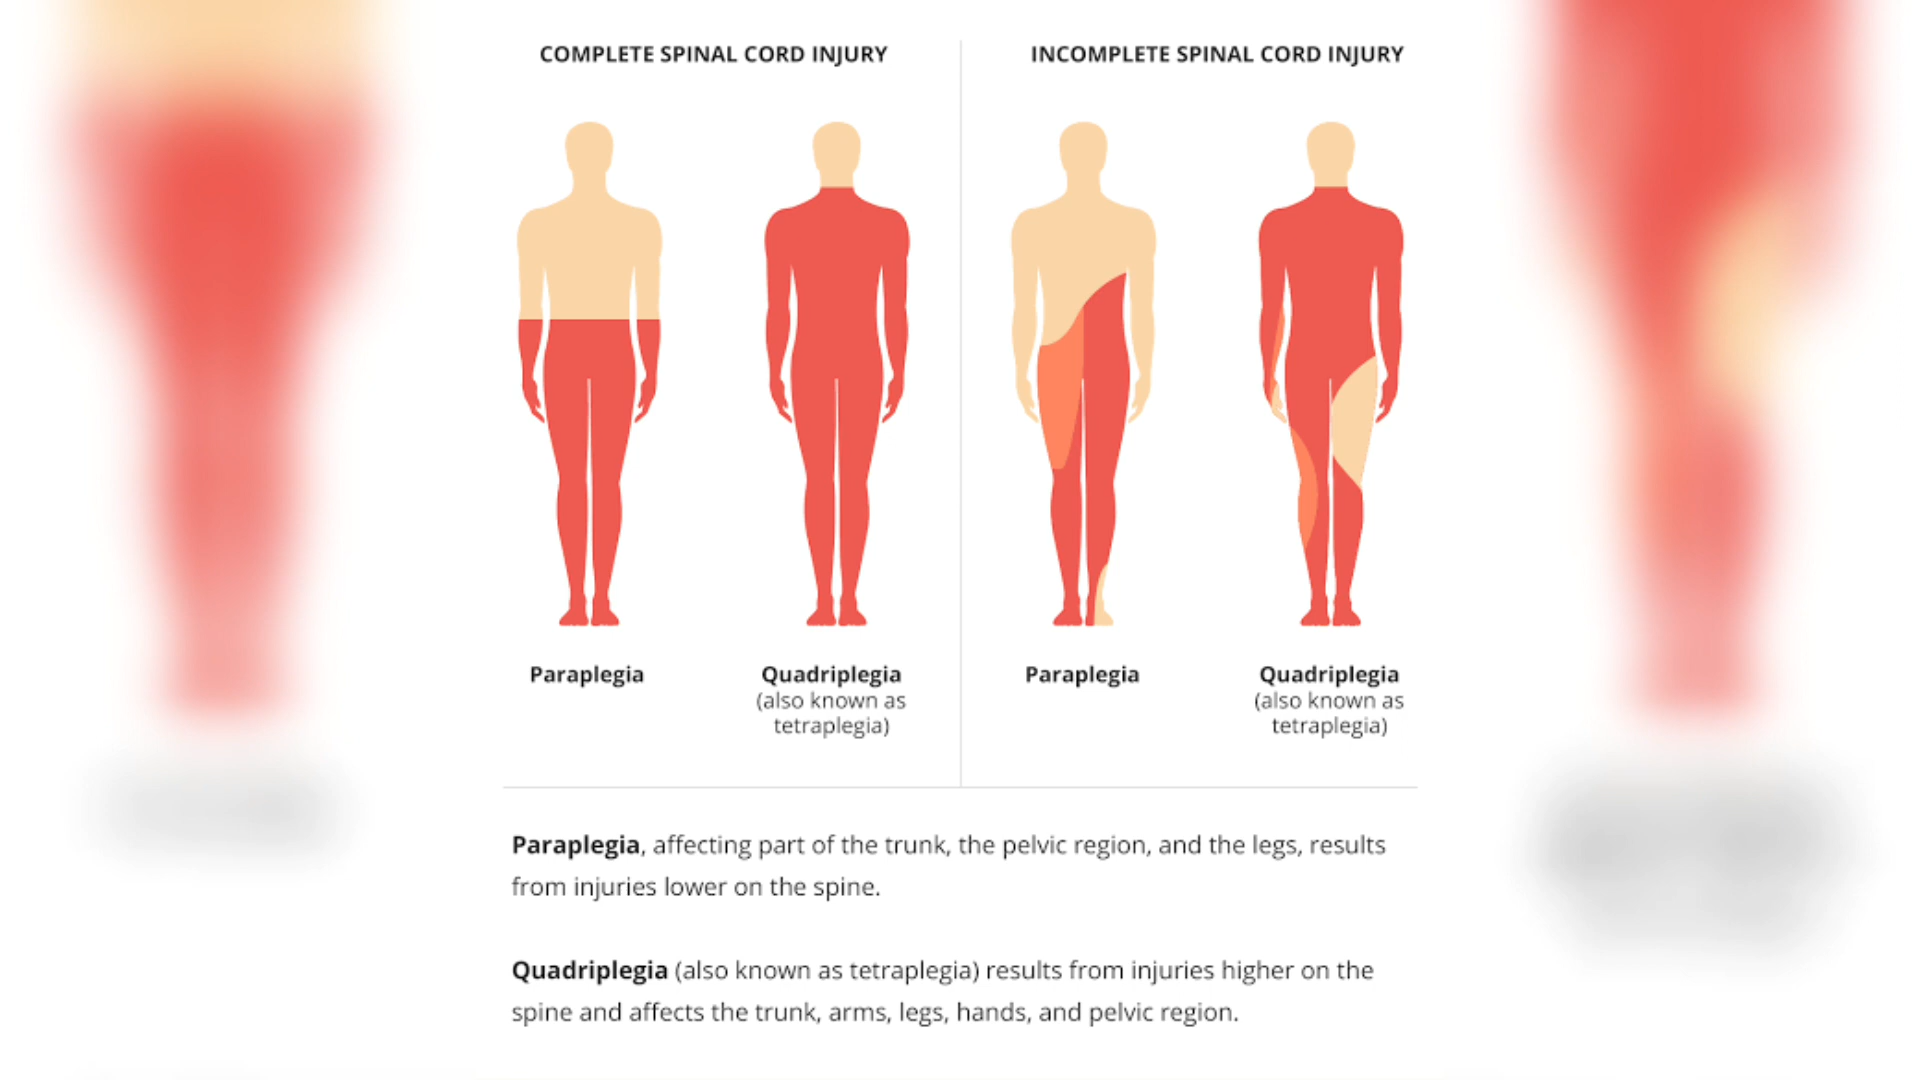 COMPLETE SPINAL CORD INJURY
INCOMPLETE SPINAL CORD INJURY
Paraplegia
Quadriplegia
(also known as
tetraplegia)
Paraplegia
Quadriplegia
(also known as
tetraplegia)
Paraplegia, affecting part of the trunk, the pelvic region, and the legs, results
from injuries lower on the spine.
Quadriplegia (also known as tetraplegia) results from injuries higher on the
spine and affects the trunk, arms, legs, hands, and pelvic region.